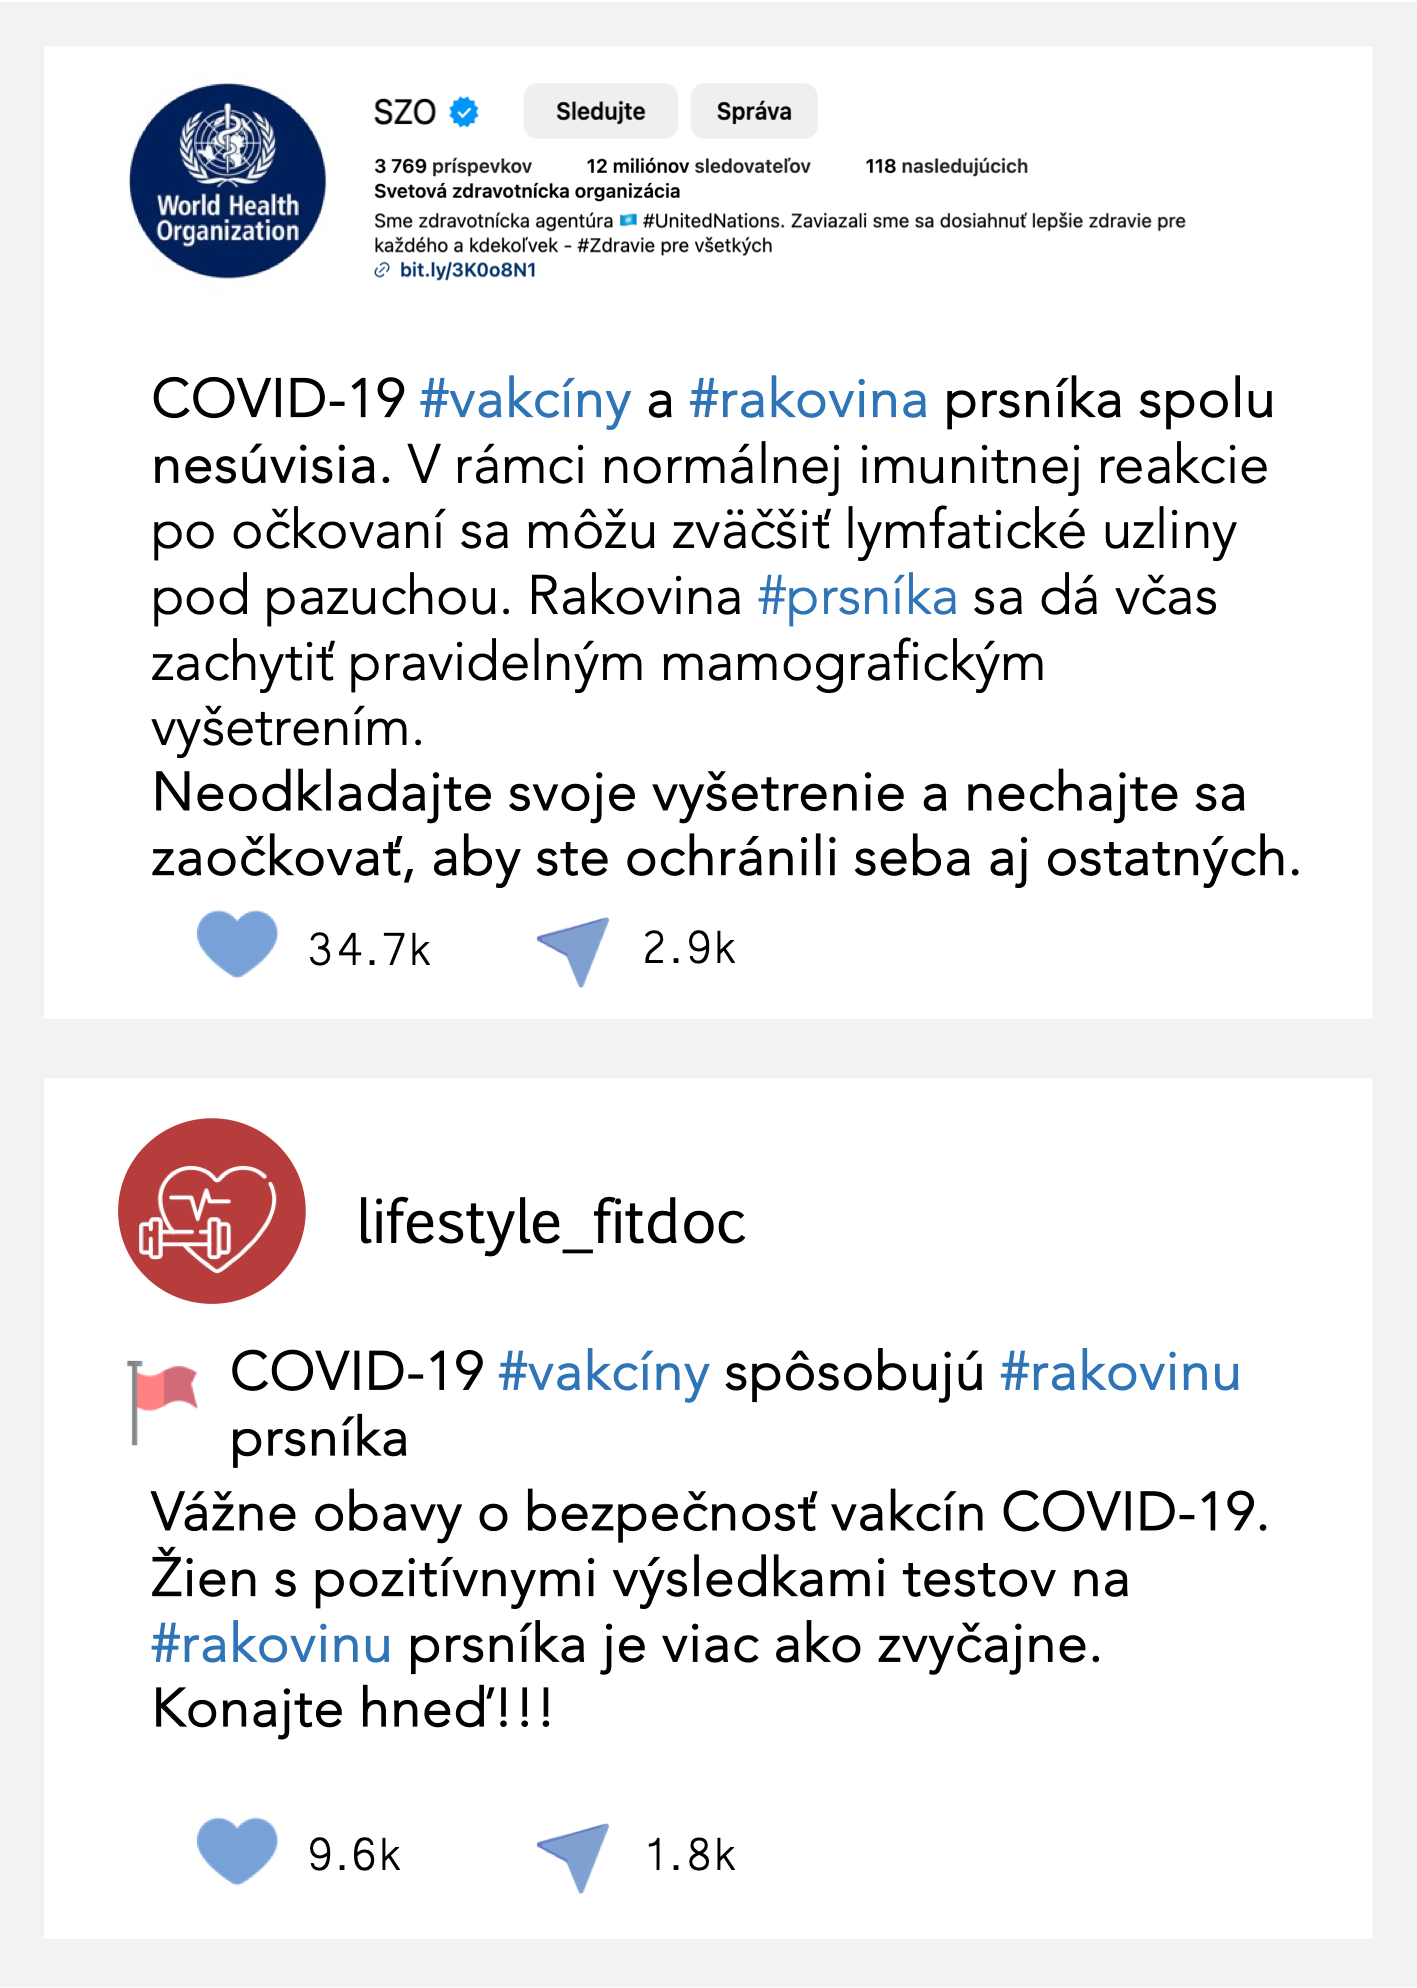 World Health
Organization
SZO
Sledujte
Správa
3 769 príspevkov 12 miliónov sledovateľov 118 nasledujúcich
Svetová zdravotnícka organizácia
Sme zdravotnícka agentúra #UnitedNations. Zaviazali sme sa dosiahnuť lepšie zdravie pre
každého a kdekoľvek - #Zdravie pre všetkých
bit.ly/3K0o8N1
COVID-19 #vakcíny a #rakovina prsníka spolu
nesúvisia. V rámci normálnej imunitnej reakcie
po očkovaní sa môžu zväčšiť lymfatické uzliny
pod pazuchou. Rakovina #prsníka sa dá včas
zachytiť pravidelným mamografickým
vyšetrením.
Neodkladajte svoje vyšetrenie a nechajte sa
zaočkovať, aby ste ochránili seba aj ostatných.
34.7k 2.9k
lifestyle_fitdoc
COVID-19 #vakcíny spôsobujú #rakovinu
prsníka
Vážne obavy o bezpečnosť vakcín COVID-19.
Žien s pozitívnymi výsledkami testov na
#rakovinu prsníka je viac ako zvyčajne.
Konajte hneď!!!
9.6k 1.8k